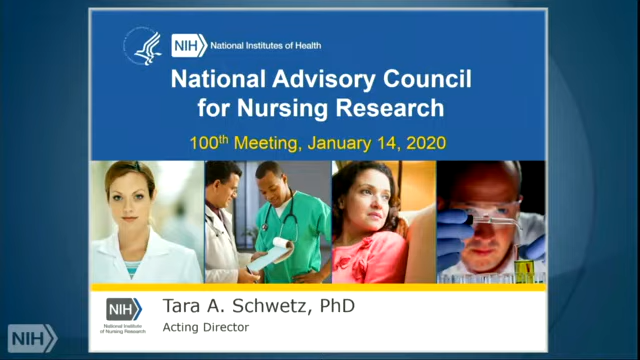 NIH National Institutes of Health
National Advisory Council
for Nursing Research
100th Meeting, January 14, 2020
NIH
National Institute
of Nursing Research
Tara A. Schwetz, PhD
Acting Director
NIH